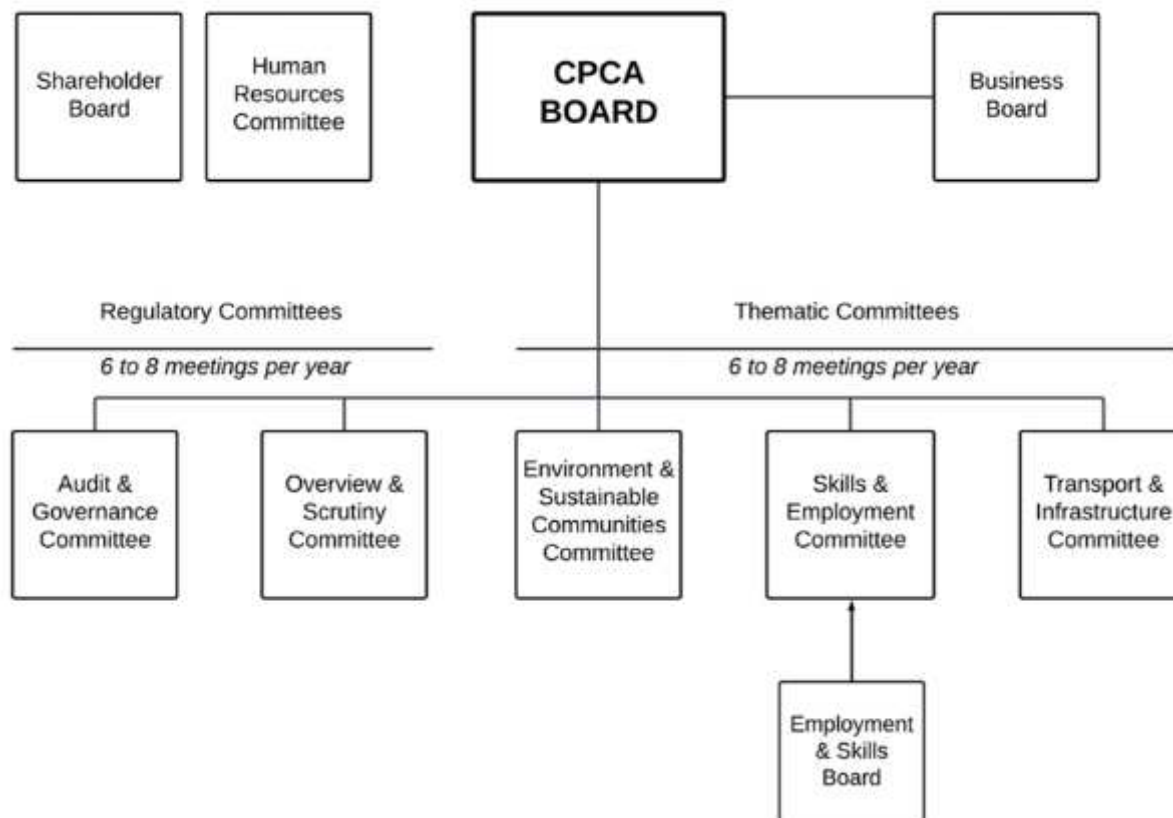 Shareholder
Board
Human
Resources
Committee
CPCA
BOARD
Business
Board
Regulatory Committees
6 to 8 meetings per year
Thematic Committees
6 to 8 meetings per year
Audit &
Governance
Committee
Overview &
Scrutiny
Committee
Environment &
Sustainable
Communities
Committee
Skills &
Employment
Committee
Transport &
Infrastructure
Committee
Employment
& Skills
Board